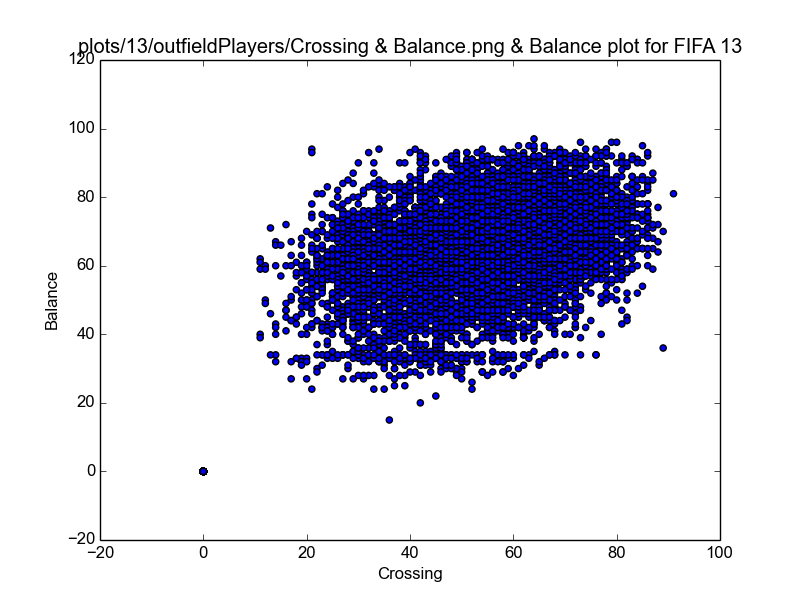 plots/13/outfieldPlayers/Crossing & Balance.png & Balance plot for FIFA 13
120
100
80
60
40
20
0
−20
Balance
−20 0 20 40 60 80 100
Crossing